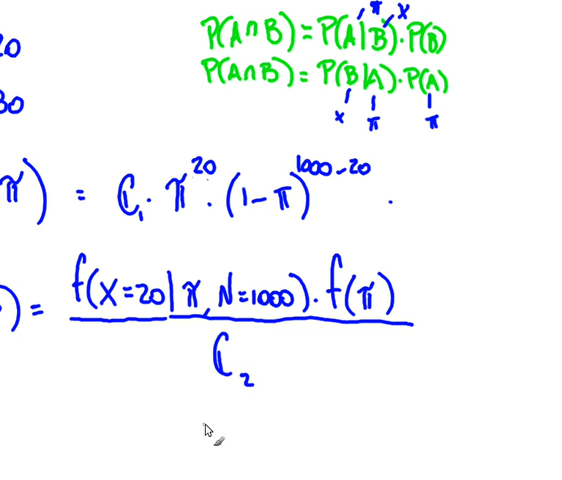 P(A∩B) = P(A|B)·P(B)
π x
P(A∩B) = P(B|A)·P(A)
x π π
20
30
π) = C₁·π²⁰·(1-π)¹⁰⁰⁰⁻²⁰ .
) = f(X=20|π, N=1000)·f(π)
C₂